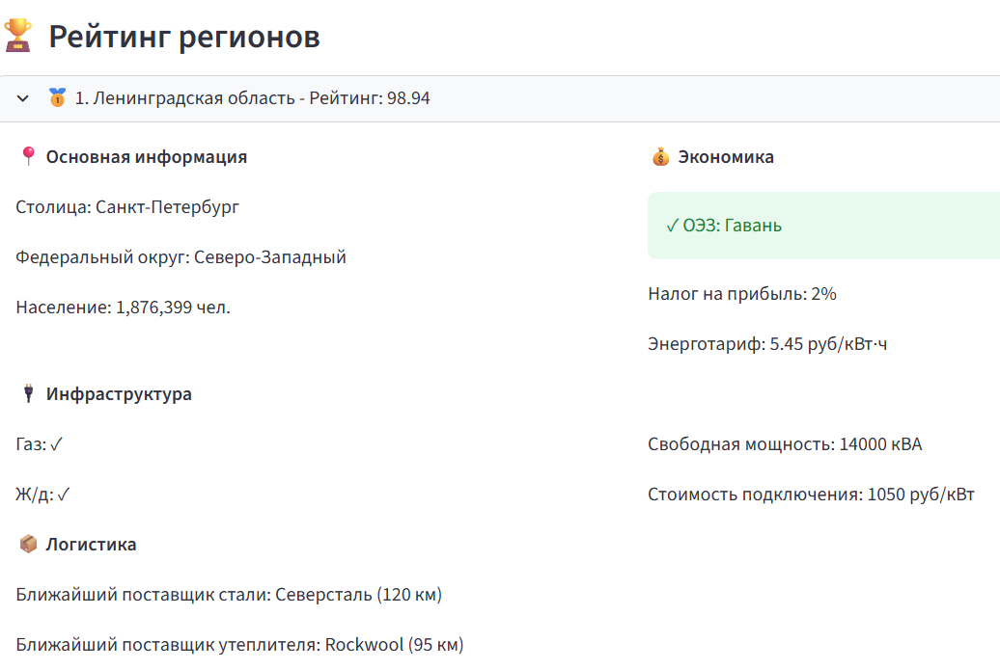 Рейтинг регионов
1. Ленинградская область - Рейтинг: 98.94
Основная информация
Столица: Санкт-Петербург
Федеральный округ: Северо-Западный
Население: 1,876,399 чел.
Экономика
✓ ОЭЗ: Гавань
Налог на прибыль: 2%
Энерготариф: 5.45 руб/кВт·ч
Инфраструктура
Газ: ✓
Ж/д: ✓
Свободная мощность: 14000 кВА
Стоимость подключения: 1050 руб/кВт
Логистика
Ближайший поставщик стали: Северсталь (120 км)
Ближайший поставщик утеплителя: Rockwool (95 км)